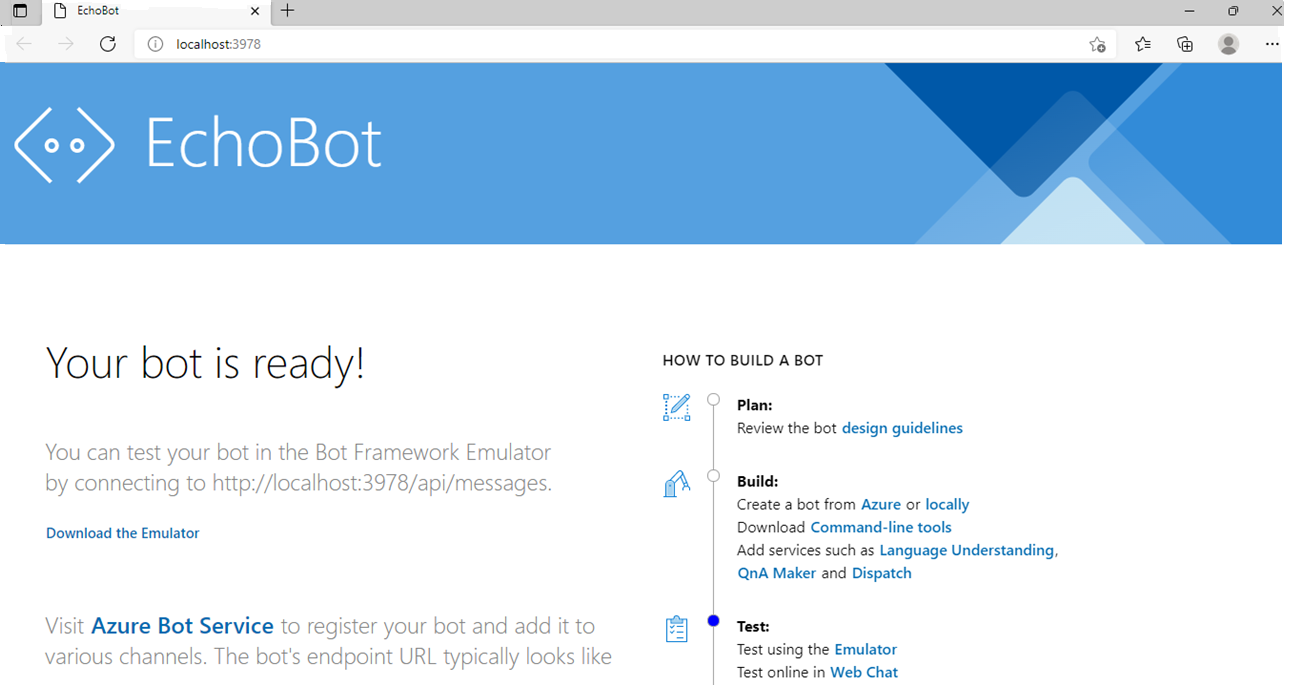 EchoBot
localhost:3978
EchoBot
Your bot is ready!
You can test your bot in the Bot Framework Emulator
by connecting to http://localhost:3978/api/messages.
Download the Emulator
Visit Azure Bot Service to register your bot and add it to
various channels. The bot's endpoint URL typically looks like
HOW TO BUILD A BOT
Plan:
Review the bot design guidelines
Build:
Create a bot from Azure or locally
Download Command-line tools
Add services such as Language Understanding,
QnA Maker and Dispatch
Test:
Test using the Emulator
Test online in Web Chat